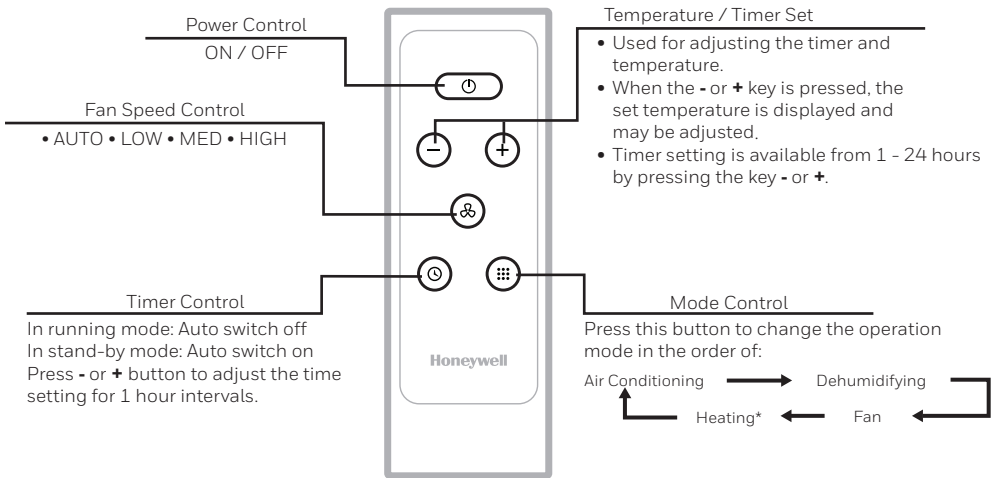 Power Control
ON / OFF
Fan Speed Control
• AUTO • LOW • MED • HIGH
Timer Control
In running mode: Auto switch off
In stand-by mode: Auto switch on
Press - or + button to adjust the time
setting for 1 hour intervals.
− +
Honeywell
Temperature / Timer Set
• Used for adjusting the timer and
temperature.
• When the - or + key is pressed, the
set temperature is displayed and
may be adjusted.
• Timer setting is available from 1 - 24 hours
by pressing the key - or +.
Mode Control
Press this button to change the operation
mode in the order of:
Air Conditioning Dehumidifying
Heating* Fan